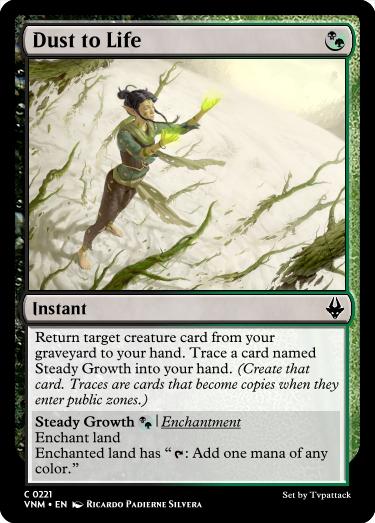 Dust to Life
Instant
Return target creature card from your
graveyard to your hand. Trace a card named
Steady Growth into your hand. (Create that
card. Traces are cards that become copies when they
enter public zones.)
Steady Growth | Enchantment
Enchant land
Enchanted land has “: Add one mana of any
color.”
C 0221
Set by Tvpattack
VNM • EN Ricardo Padierne Silvera